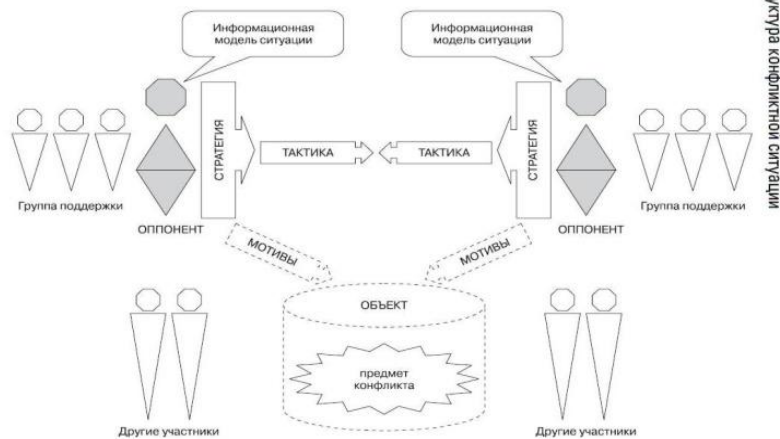 Информационная
модель ситуации
Информационная
модель ситуации
СТРАТЕГИЯ
ТАКТИКА
ТАКТИКА
СТРАТЕГИЯ
Группа поддержки
ОППОНЕНТ
Группа поддержки
ОППОНЕНТ
МОТИВЫ
МОТИВЫ
ОБЪЕКТ
предмет
конфликта
Другие участники
Другие участники
конфликтной ситуации